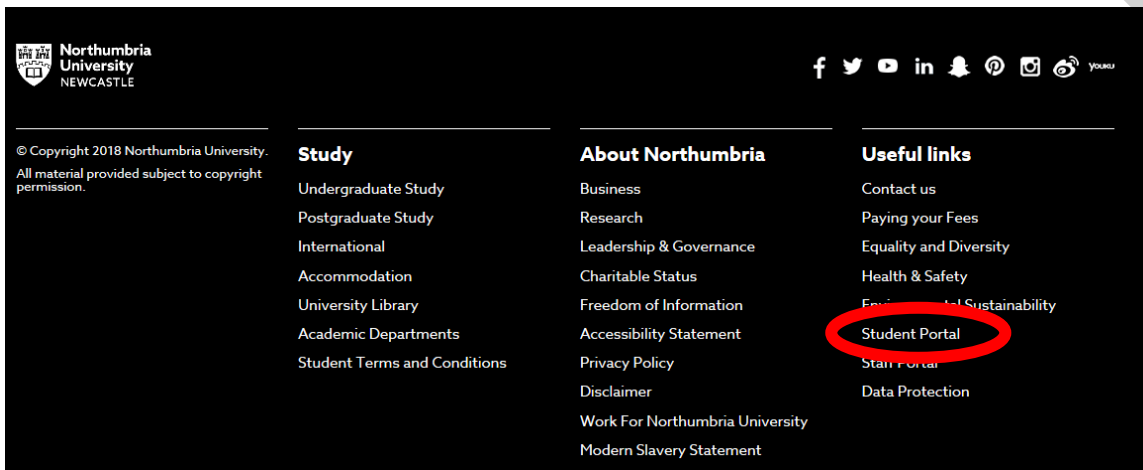 Northumbria
University
NEWCASTLE
YOUKU
© Copyright 2018 Northumbria University.
All material provided subject to copyright
permission.
Study
Undergraduate Study
Postgraduate Study
International
Accommodation
University Library
Academic Departments
Student Terms and Conditions
About Northumbria
Business
Research
Leadership & Governance
Charitable Status
Freedom of Information
Accessibility Statement
Privacy Policy
Disclaimer
Work For Northumbria University
Modern Slavery Statement
Useful links
Contact us
Paying your Fees
Equality and Diversity
Health & Safety
Environmental Sustainability
Student Portal
Staff Portal
Data Protection